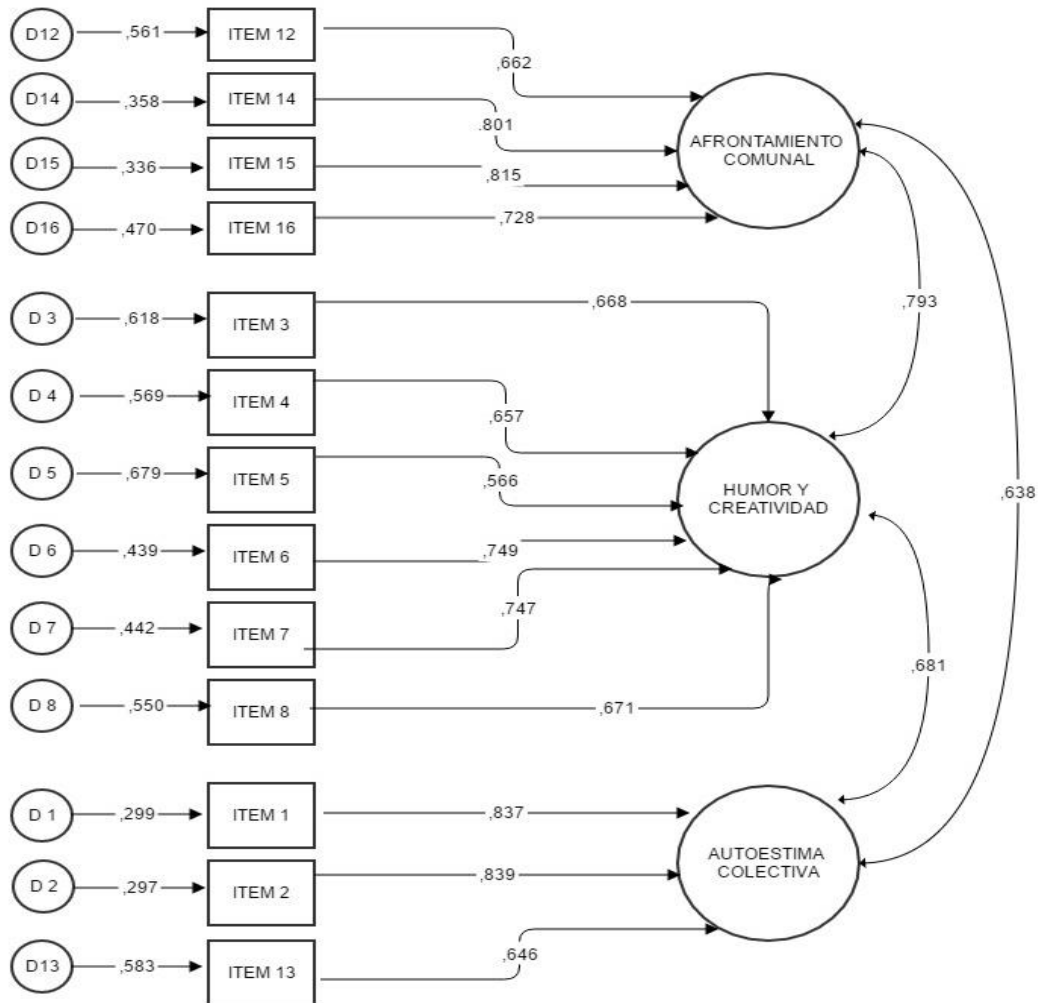 D12 ,561 ITEM 12 ,662
D14 ,358 ITEM 14 .801
D15 ,336 ITEM 15 ,815
D16 ,470 ITEM 16 ,728
AFRONTAMIENTO
COMUNAL
D 3 ,618 ITEM 3 ,668
,793
D 4 ,569 ITEM 4 ,657
D 5 ,679 ITEM 5 ,566
HUMOR Y
CREATIVIDAD
,638
D 6 ,439 ITEM 6 ,749
D 7 ,442 ITEM 7 ,747
,681
D 8 ,550 ITEM 8 ,671
D 1 ,299 ITEM 1 ,837
AUTOESTIMA
COLECTIVA
D 2 ,297 ITEM 2 ,839
D13 ,583 ITEM 13 ,646